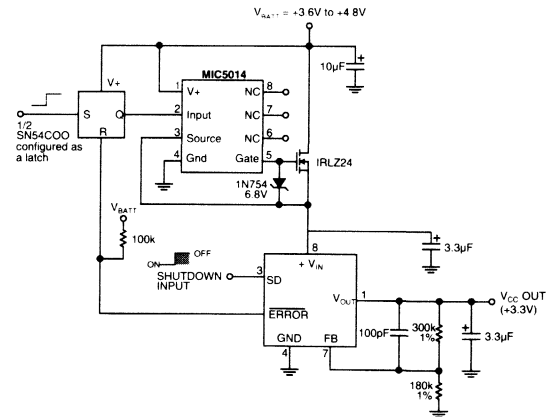 V_BATT = +3.6V to +4.8V
10µF
+
MIC5014
V+
1
V+
NC
8
S
Q
2
Input
NC
7
1/2
SN54COO
configured as
a latch
R
3
Source
NC
6
4
Gnd
Gate
5
IRLZ24
1N754
6.8V
V_BATT
100k
ON
OFF
SHUTDOWN
INPUT
3
SD
8
+ V_IN
+
3.3µF
V_OUT
1
V_CC OUT
(+3.3V)
ERROR
GND
FB
4
7
100pF
300k
1%
+
3.3µF
180k
1%